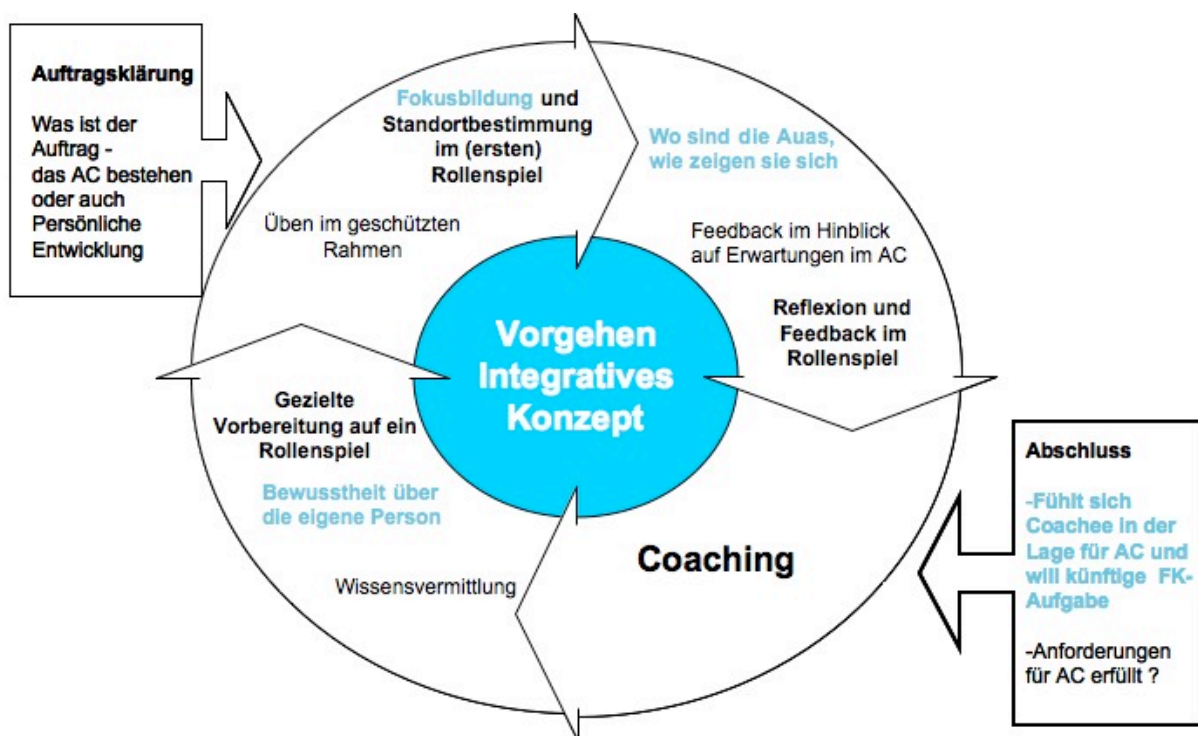 Auftragsklärung
Was ist der
Auftrag -
das AC bestehen
oder auch
Persönliche
Entwicklung
Fokusbildung und
Standortbestimmung
im (ersten)
Rollenspiel
Üben im geschützten
Rahmen
Wo sind die Auas,
wie zeigen sie sich
Feedback im Hinblick
auf Erwartungen im AC
Reflexion und
Feedback im
Rollenspiel
Vorgehen
Integratives
Konzept
Gezielte
Vorbereitung auf ein
Rollenspiel
Bewusstheit über
die eigene Person
Wissensvermittlung
Coaching
Abschluss
-Fühlt sich
Coachee in der
Lage für AC und
will künftige FK-
Aufgabe
-Anforderungen
für AC erfüllt ?